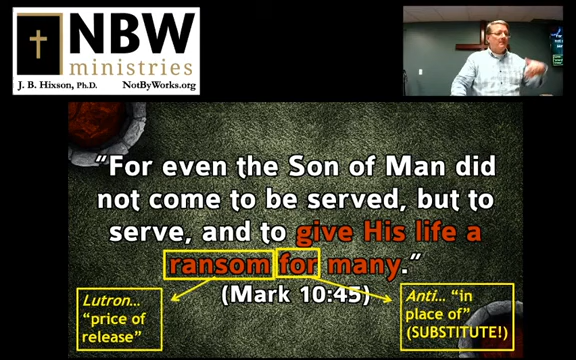 NBW
ministries
J. B. Hixson, Ph.D. NotByWorks.org
“For even the Son of Man did
not come to be served, but to
serve, and to give His life a
ransom for many.”
(Mark 10:45)
Lutron…
“price of
release”
Anti… “in
place of”
(SUBSTITUTE!)